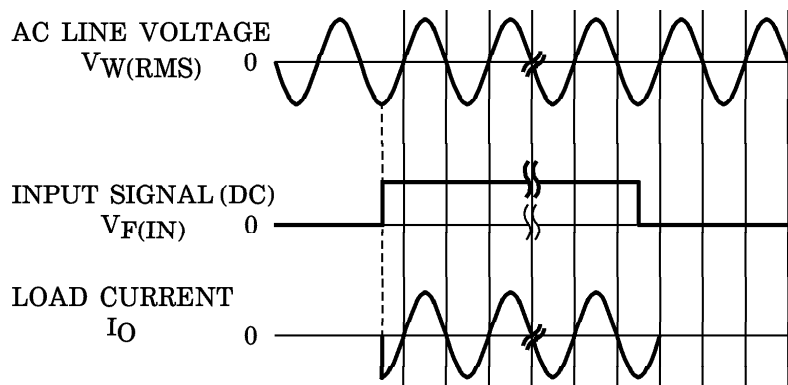 AC LINE VOLTAGE
VW(RMS)
0
INPUT SIGNAL (DC)
VF(IN)
0
LOAD CURRENT
IO
0